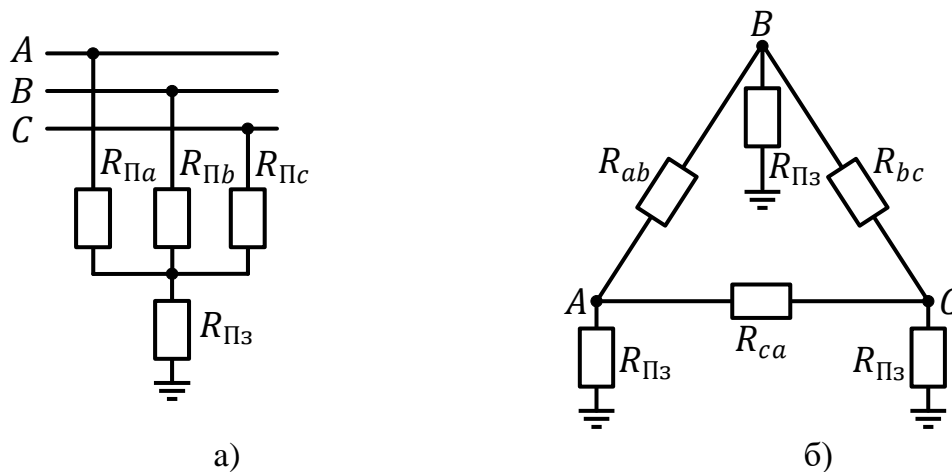 A
B
C
R_Пa R_Пb R_Пc
R_Пз
а)
B
R_ab R_Пз R_bc
A C
R_Пз R_ca R_Пз
б)